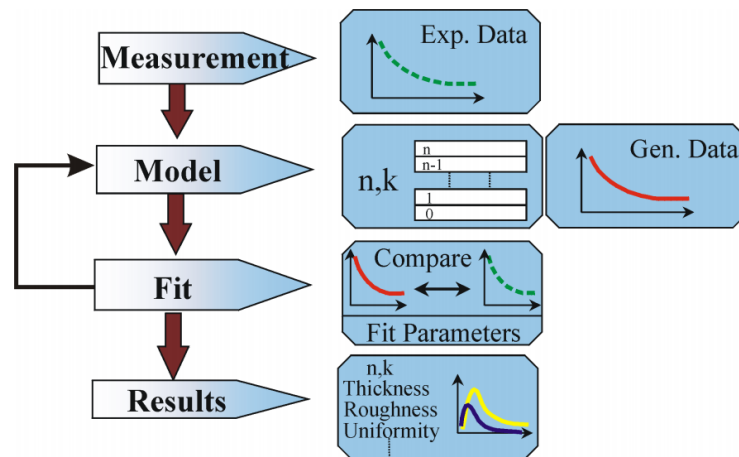 Measurement
Exp. Data
Model
n,k
n
n-1
1
0
Gen. Data
Fit
Compare
Fit Parameters
Results
n,k
Thickness
Roughness
Uniformity